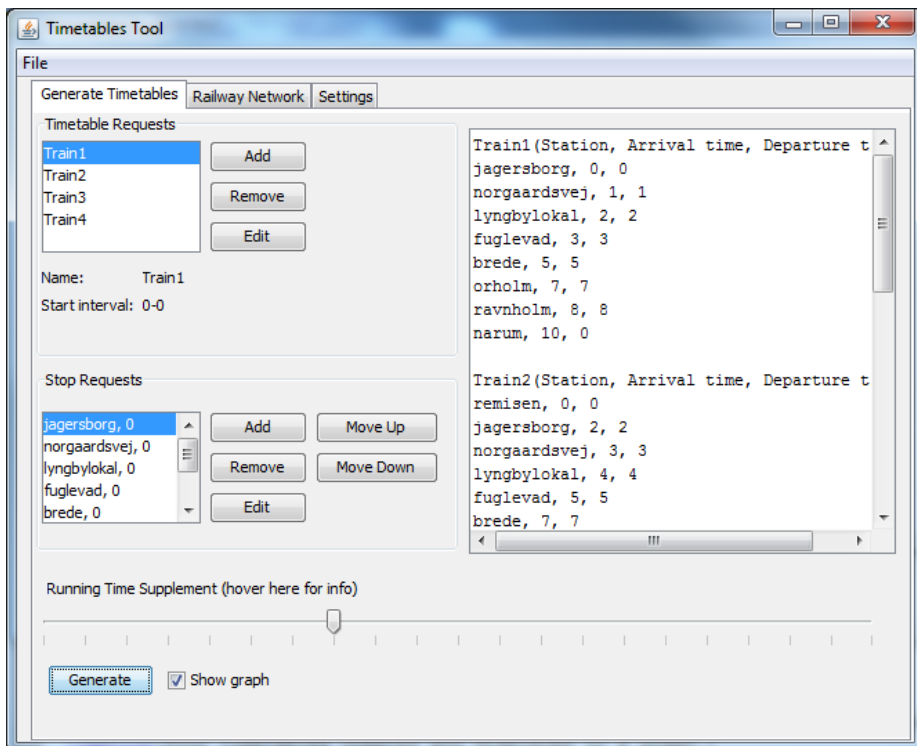 Timetables Tool
File
Generate Timetables
Railway Network
Settings
Timetable Requests
Train1
Train2
Train3
Train4
Add
Remove
Edit
Name: Train1
Start interval: 0-0
Stop Requests
jagersborg, 0
norgaardsvej, 0
lyngbylokal, 0
fuglevad, 0
brede, 0
Add
Remove
Edit
Move Up
Move Down
Train1(Station, Arrival time, Departure t
jagersborg, 0, 0
norgaardsvej, 1, 1
lyngbylokal, 2, 2
fuglevad, 3, 3
brede, 5, 5
orholm, 7, 7
ravnholm, 8, 8
narum, 10, 0
Train2(Station, Arrival time, Departure t
remisen, 0, 0
jagersborg, 2, 2
norgaardsvej, 3, 3
lyngbylokal, 4, 4
fuglevad, 5, 5
brede, 7, 7
Running Time Supplement (hover here for info)
Generate
Show graph